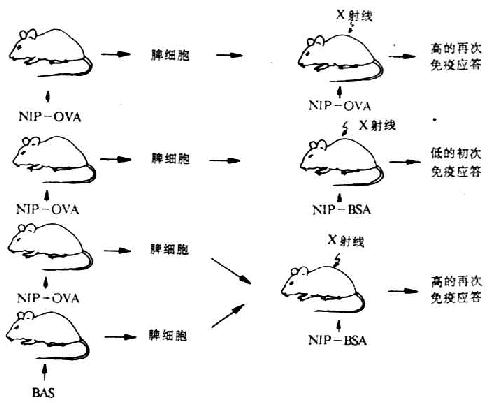 X射线
脾细胞
高的再次
免疫应答
NIP-OVA
NIP-OVA
X射线
脾细胞
低的初次
免疫应答
NIP-OVA
NIP-BSA
脾细胞
X射线
高的再次
免疫应答
NIP-OVA
脾细胞
NIP-BSA
BAS